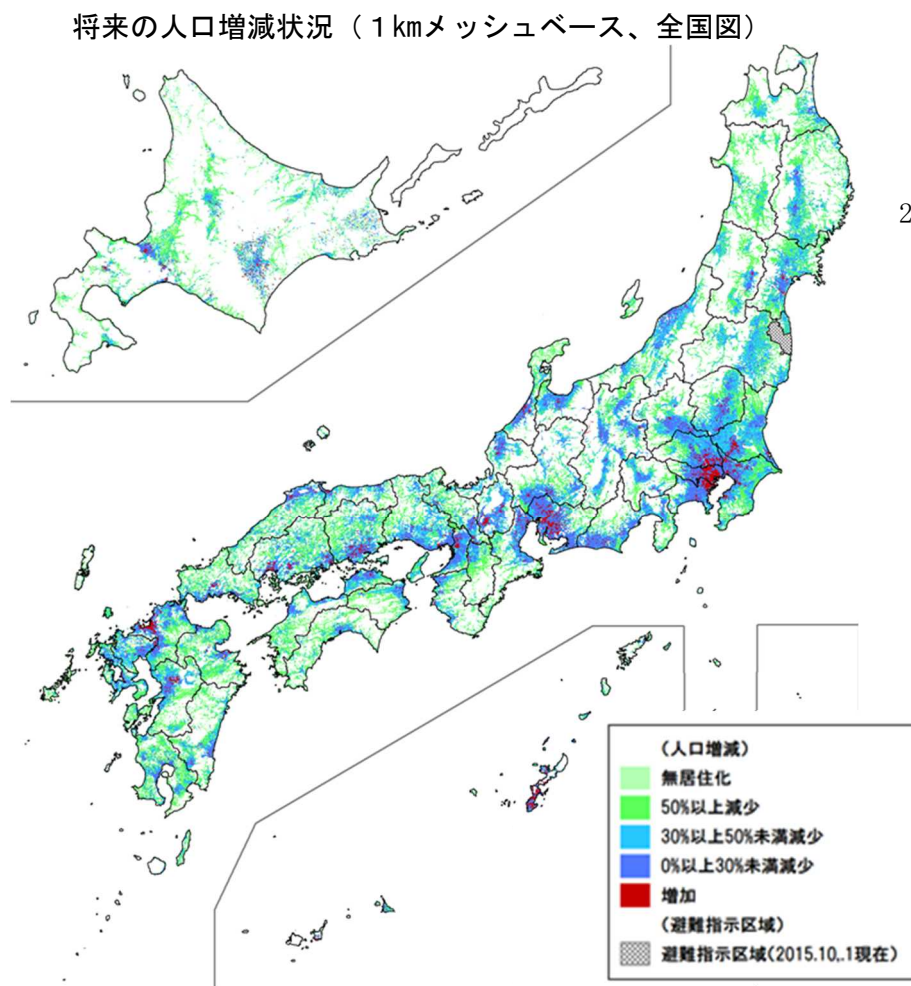 将来の人口増減状況（１㎞メッシュベース、全国図）
2
（人口増減）
無居住化
50%以上減少
30%以上50%未満減少
0%以上30%未満減少
増加
（避難指示区域）
避難指示区域(2015.10,.1現在)